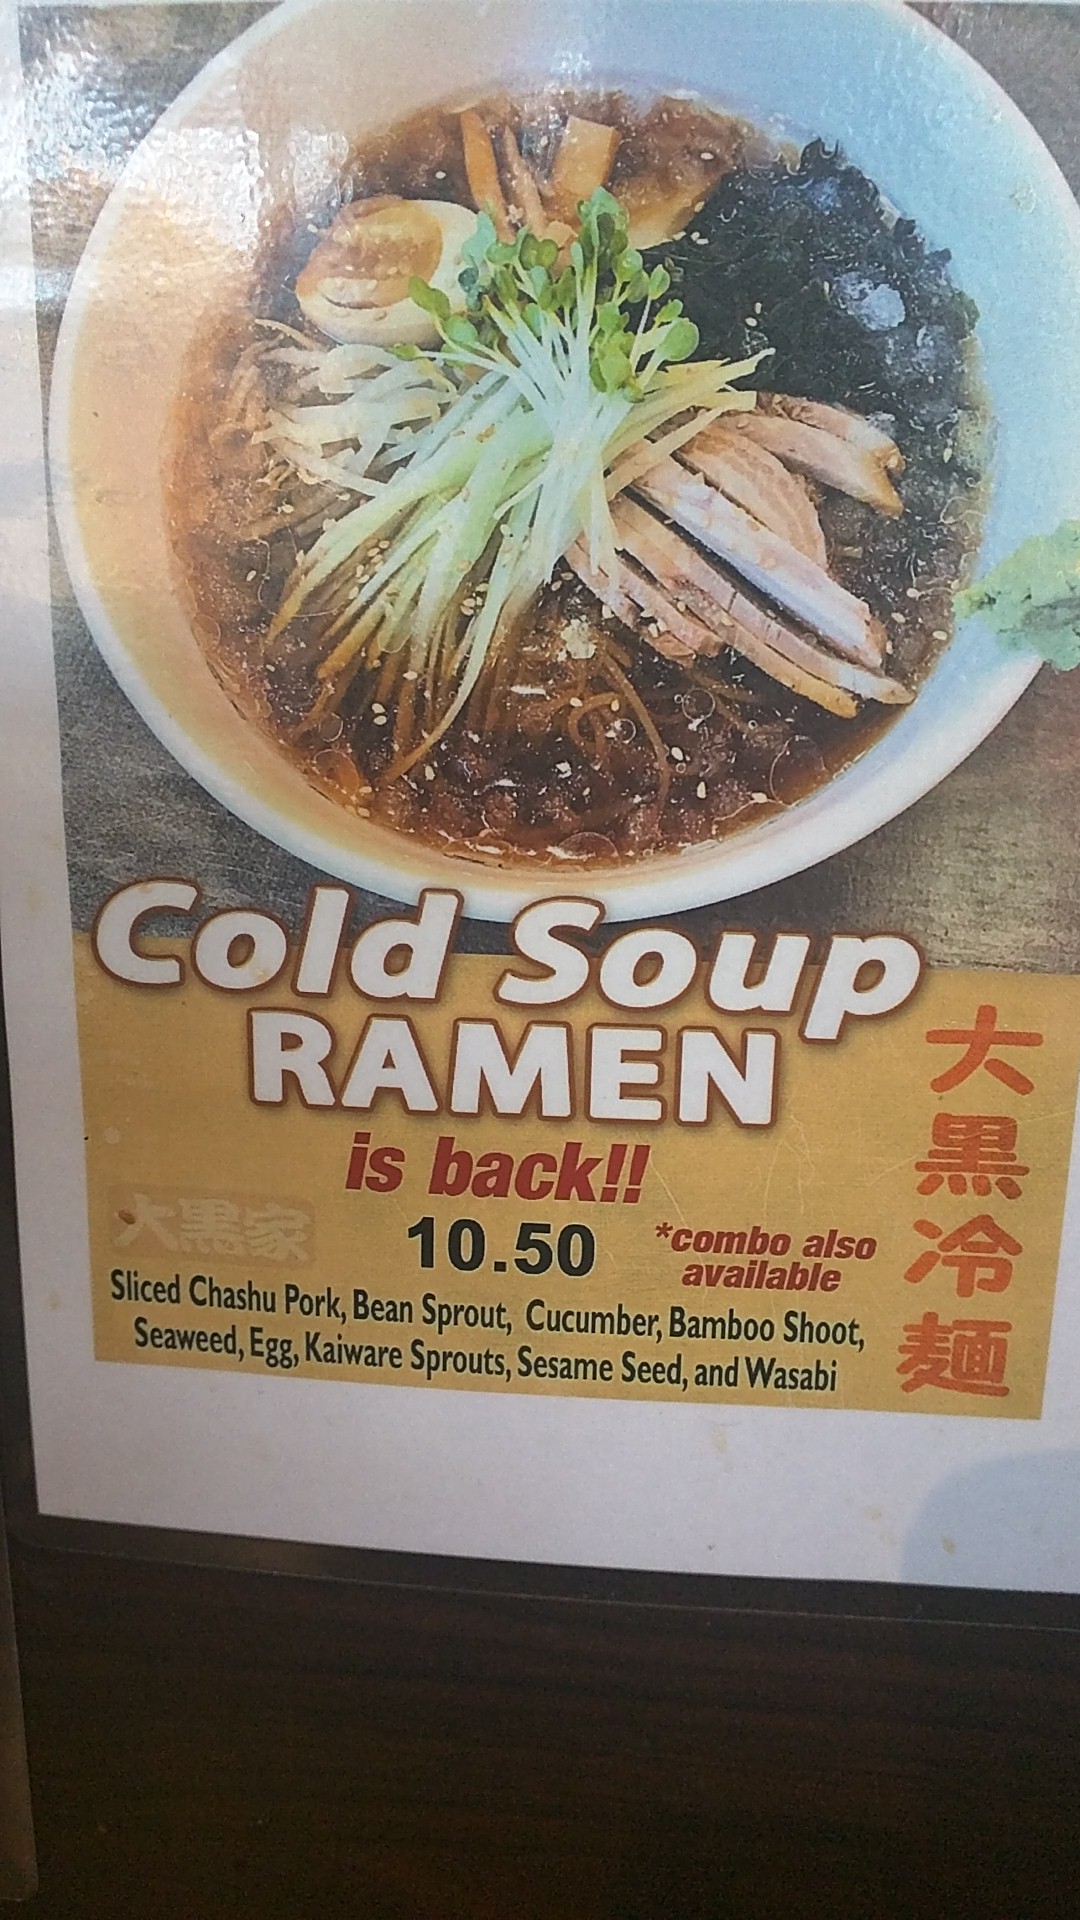 Cold Soup
RAMEN
is back!!
大黒家
10.50
*combo also
available
Sliced Chashu Pork, Bean Sprout, Cucumber, Bamboo Shoot,
Seaweed, Egg, Kaiware Sprouts, Sesame Seed, and Wasabi
大黒冷麺